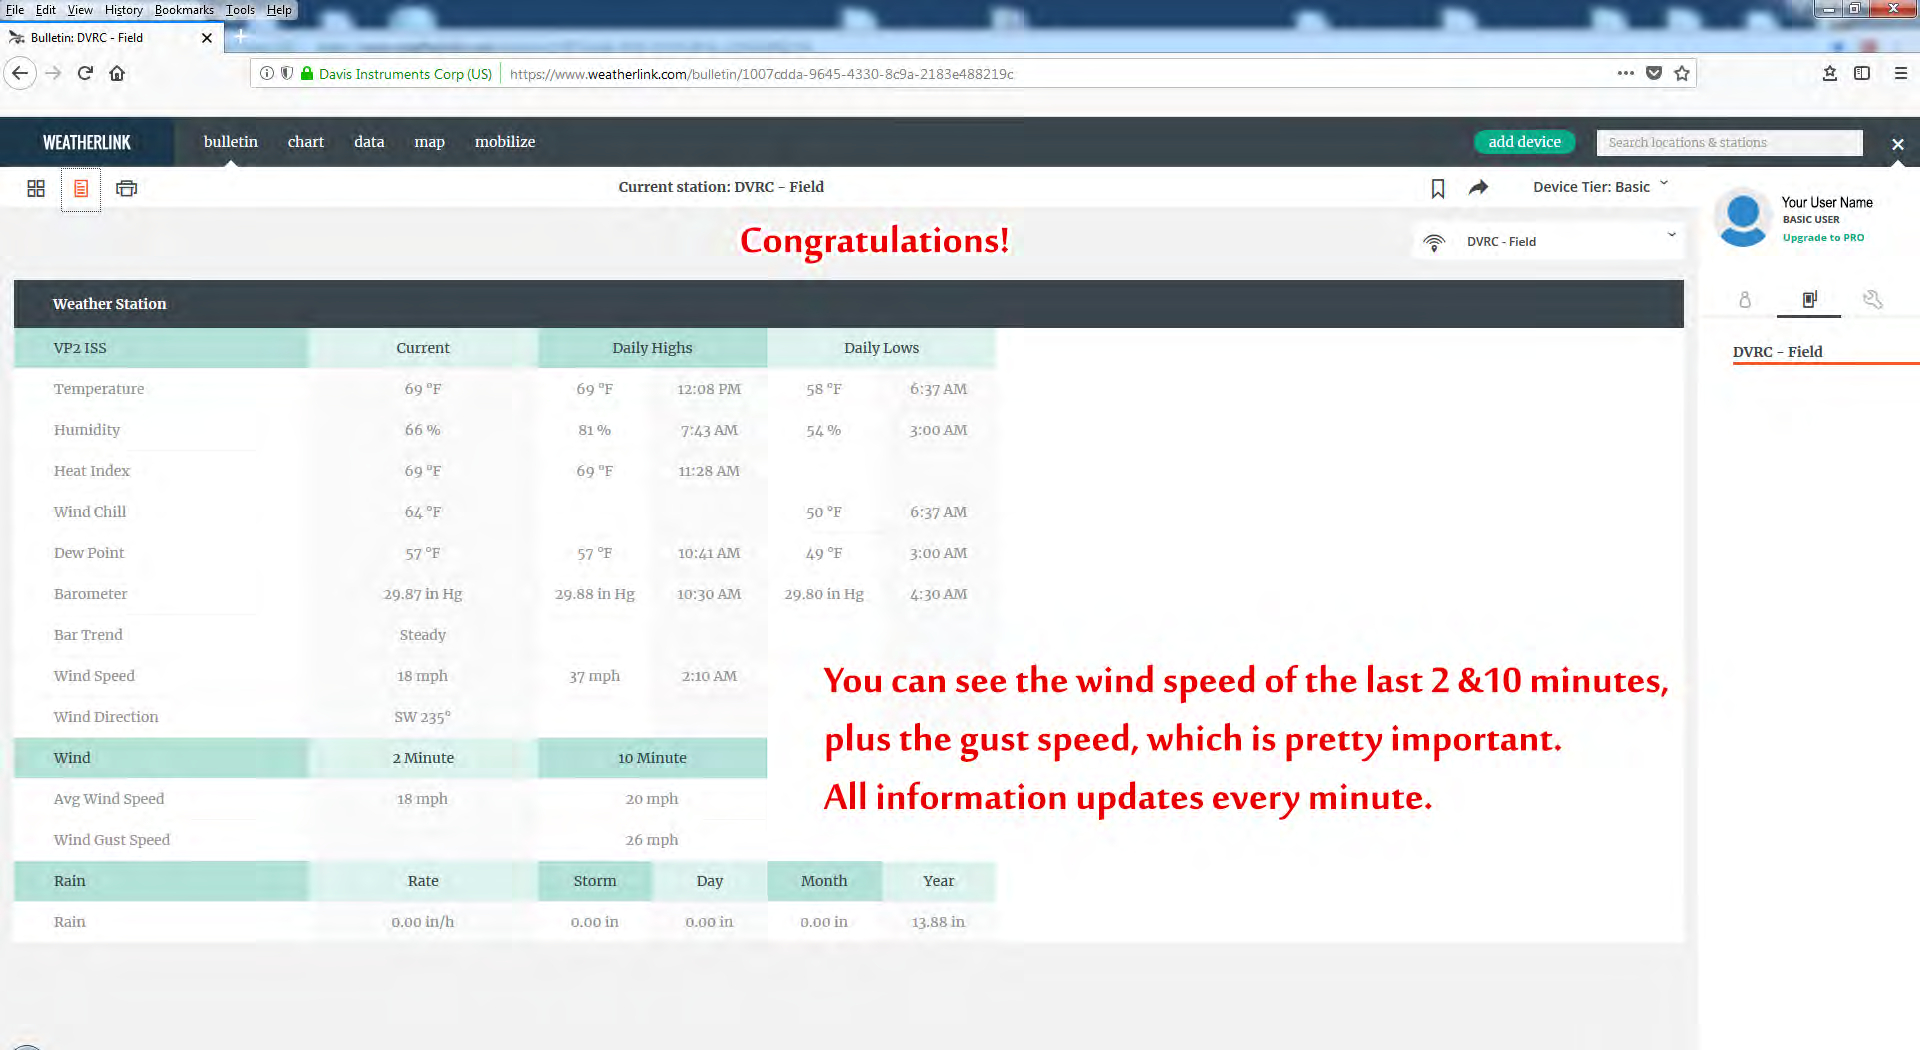 File Edit View History Bookmarks Tools Help
Bulletin: DVRC - Field
Davis Instruments Corp (US) https://www.weatherlink.com/bulletin/1007cdda-9645-4330-8c9a-2183e488219c
WEATHERLINK bulletin chart data map mobilize add device Search locations & stations
Current station: DVRC - Field Device Tier: Basic
Your User Name
BASIC USER
Upgrade to PRO
Congratulations!
DVRC - Field
Weather Station
DVRC - Field
VP2 ISS Current Daily Highs Daily Lows
Temperature 69 °F 69 °F 12:08 PM 58 °F 6:37 AM
Humidity 66 % 81 % 7:43 AM 54 % 3:00 AM
Heat Index 69 °F 69 °F 11:28 AM
Wind Chill 64 °F 50 °F 6:37 AM
Dew Point 57 °F 57 °F 10:41 AM 49 °F 3:00 AM
Barometer 29.87 in Hg 29.88 in Hg 10:30 AM 29.80 in Hg 4:30 AM
Bar Trend Steady
Wind Speed 18 mph 37 mph 2:10 AM
Wind Direction SW 235°
You can see the wind speed of the last 2 &10 minutes,
plus the gust speed, which is pretty important.
All information updates every minute.
Wind 2 Minute 10 Minute
Avg Wind Speed 18 mph 20 mph
Wind Gust Speed 26 mph
Rain Rate Storm Day Month Year
Rain 0.00 in/h 0.00 in 0.00 in 0.00 in 13.88 in